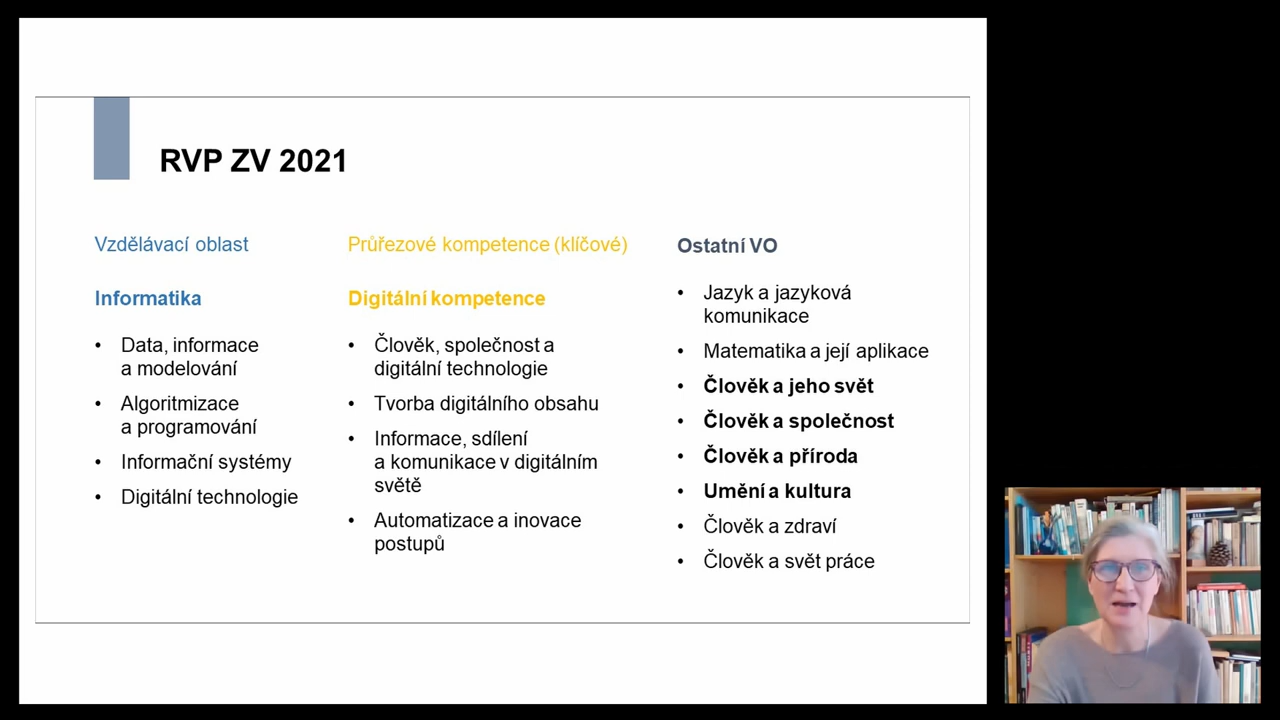 RVP ZV 2021
Vzdělávací oblast
Informatika
• Data, informace
a modelování
• Algoritmizace
a programování
• Informační systémy
• Digitální technologie
Průřezové kompetence (klíčové)
Digitální kompetence
• Člověk, společnost a
digitální technologie
• Tvorba digitálního obsahu
• Informace, sdílení
a komunikace v digitálním
světě
• Automatizace a inovace
postupů
Ostatní VO
• Jazyk a jazyková
komunikace
• Matematika a její aplikace
• Člověk a jeho svět
• Člověk a společnost
• Člověk a příroda
• Umění a kultura
• Člověk a zdraví
• Člověk a svět práce